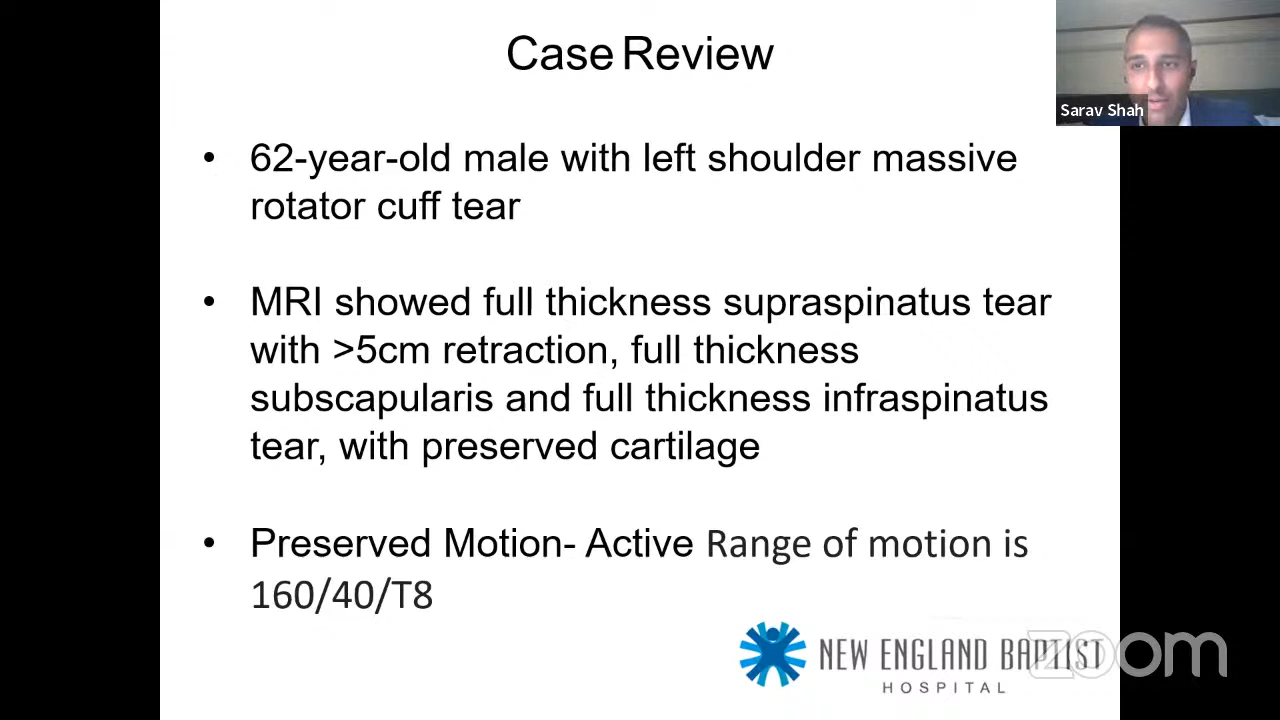 Case Review
Sarav Shah
• 62-year-old male with left shoulder massive
rotator cuff tear
• MRI showed full thickness supraspinatus tear
with >5cm retraction, full thickness
subscapularis and full thickness infraspinatus
tear, with preserved cartilage
• Preserved Motion- Active Range of motion is
160/40/T8
NEW ENGLAND BAPTIST
HOSPITAL
zoom